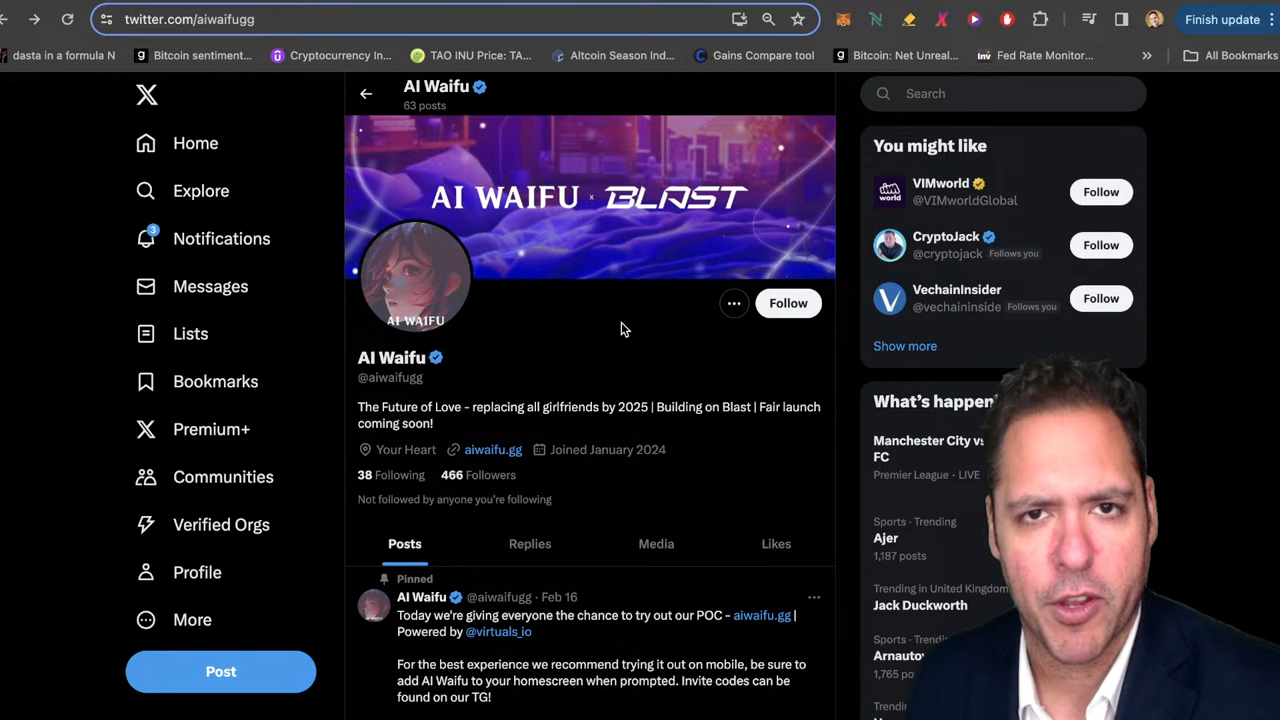 twitter.com/aiwaifugg
Finish update
dasta in a formula N
Bitcoin sentiment...
Cryptocurrency In...
TAO INU Price: TA...
Altcoin Season Ind...
Gains Compare tool
Bitcoin: Net Unreal...
Inv
Fed Rate Monitor...
»
All Bookmarks
Home
Explore
3
Notifications
Messages
Lists
Bookmarks
Premium+
Communities
Verified Orgs
Profile
More
Post
AI Waifu
63 posts
AI WAIFU x BLAST
AI WAIFU
Follow
AI Waifu
@aiwaifugg
The Future of Love - replacing all girlfriends by 2025 | Building on Blast | Fair launch
coming soon!
Your Heart aiwaifu.gg Joined January 2024
38 Following 466 Followers
Not followed by anyone you're following
Posts Replies Media Likes
Pinned
AI Waifu @aiwaifugg · Feb 16
Today we're giving everyone the chance to try out our POC - aiwaifu.gg |
Powered by @virtuals_io
For the best experience we recommend trying it out on mobile, be sure to
add AI Waifu to your homescreen when prompted. Invite codes can be
found on our TG!
Search
You might like
vim
world
VIMworld
@VIMworldGlobal
Follow
CryptoJack
@cryptojack Follows you
Follow
VechainInsider
@vechaininside Follows you
Follow
Show more
What's happen
Manchester City vs
FC
Premier League · LIVE
Sports · Trending
Ajer
1,187 posts
Trending in United Kingdom
Jack Duckworth
Sports · Trending
Arnautov
1,765 po
Trendi